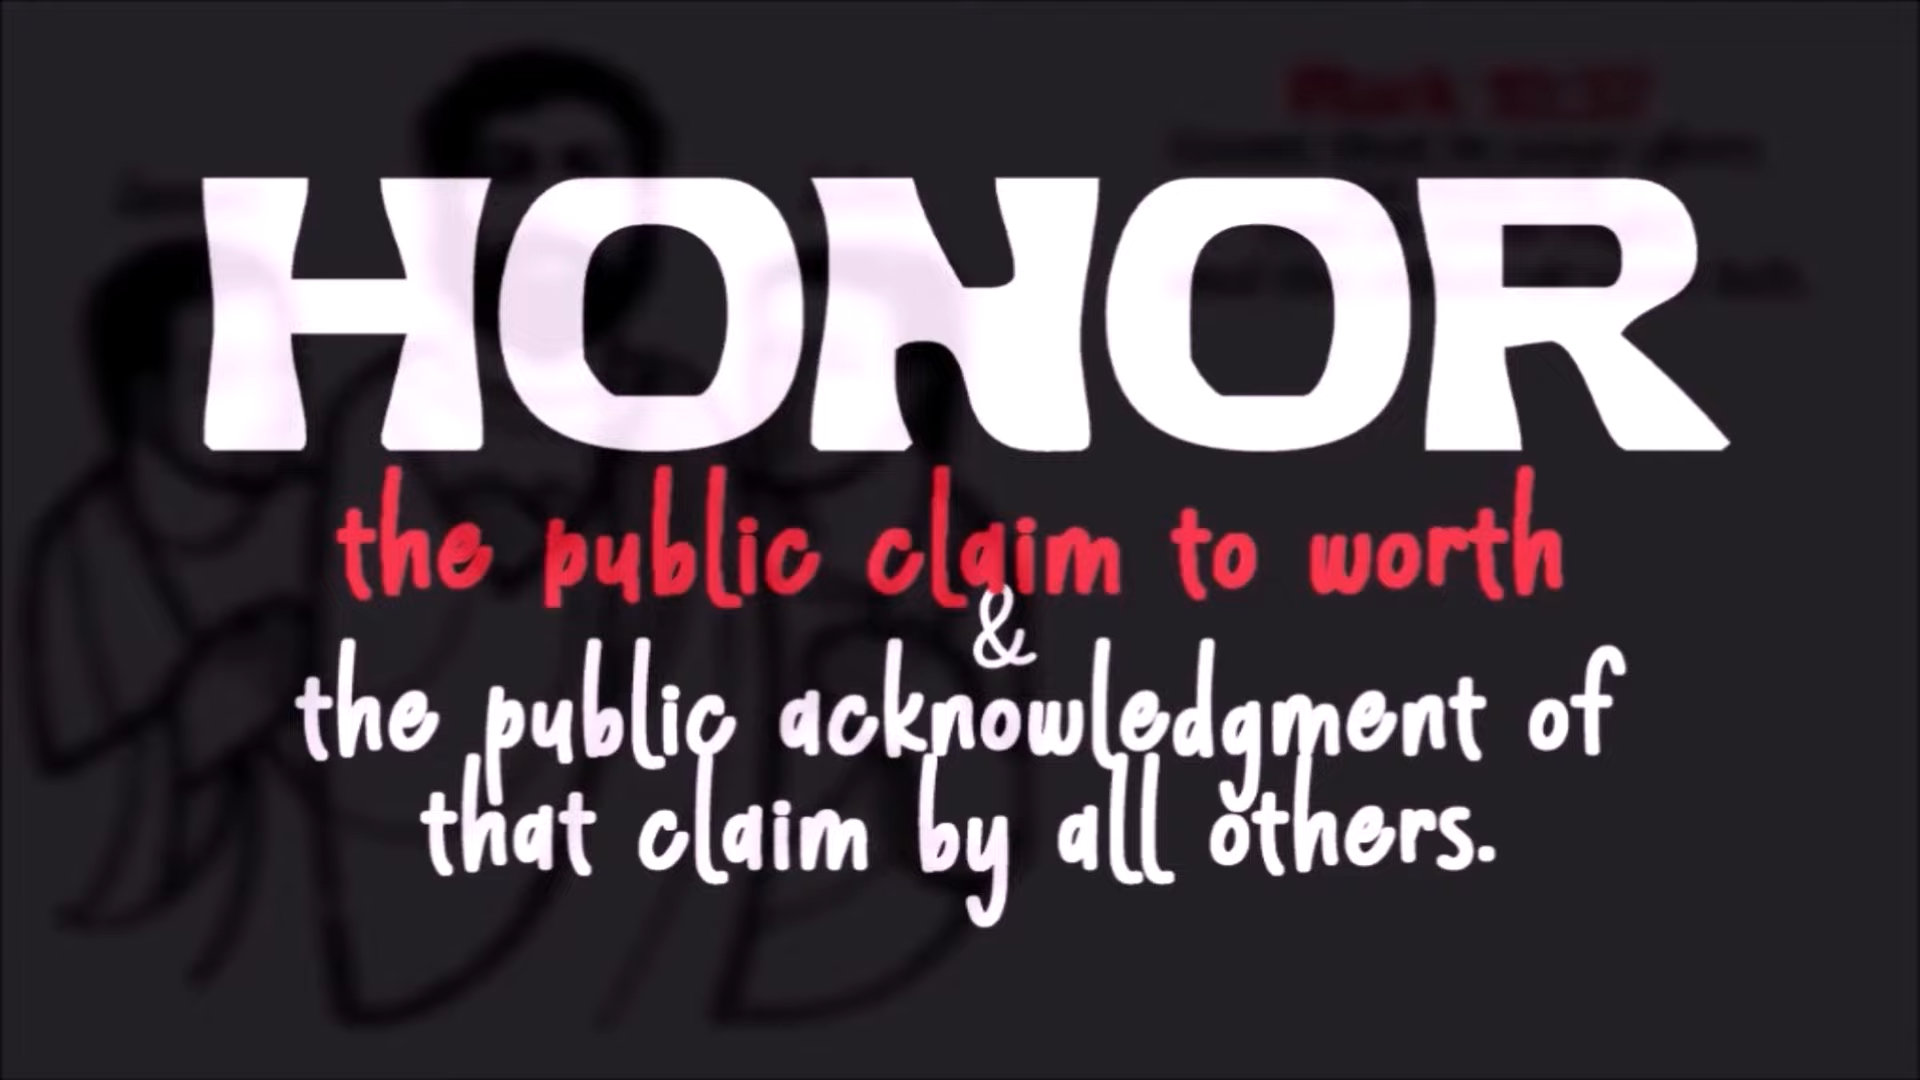 HONOR
the public claim to worth
&
the public acknowledgment of
that claim by all others.